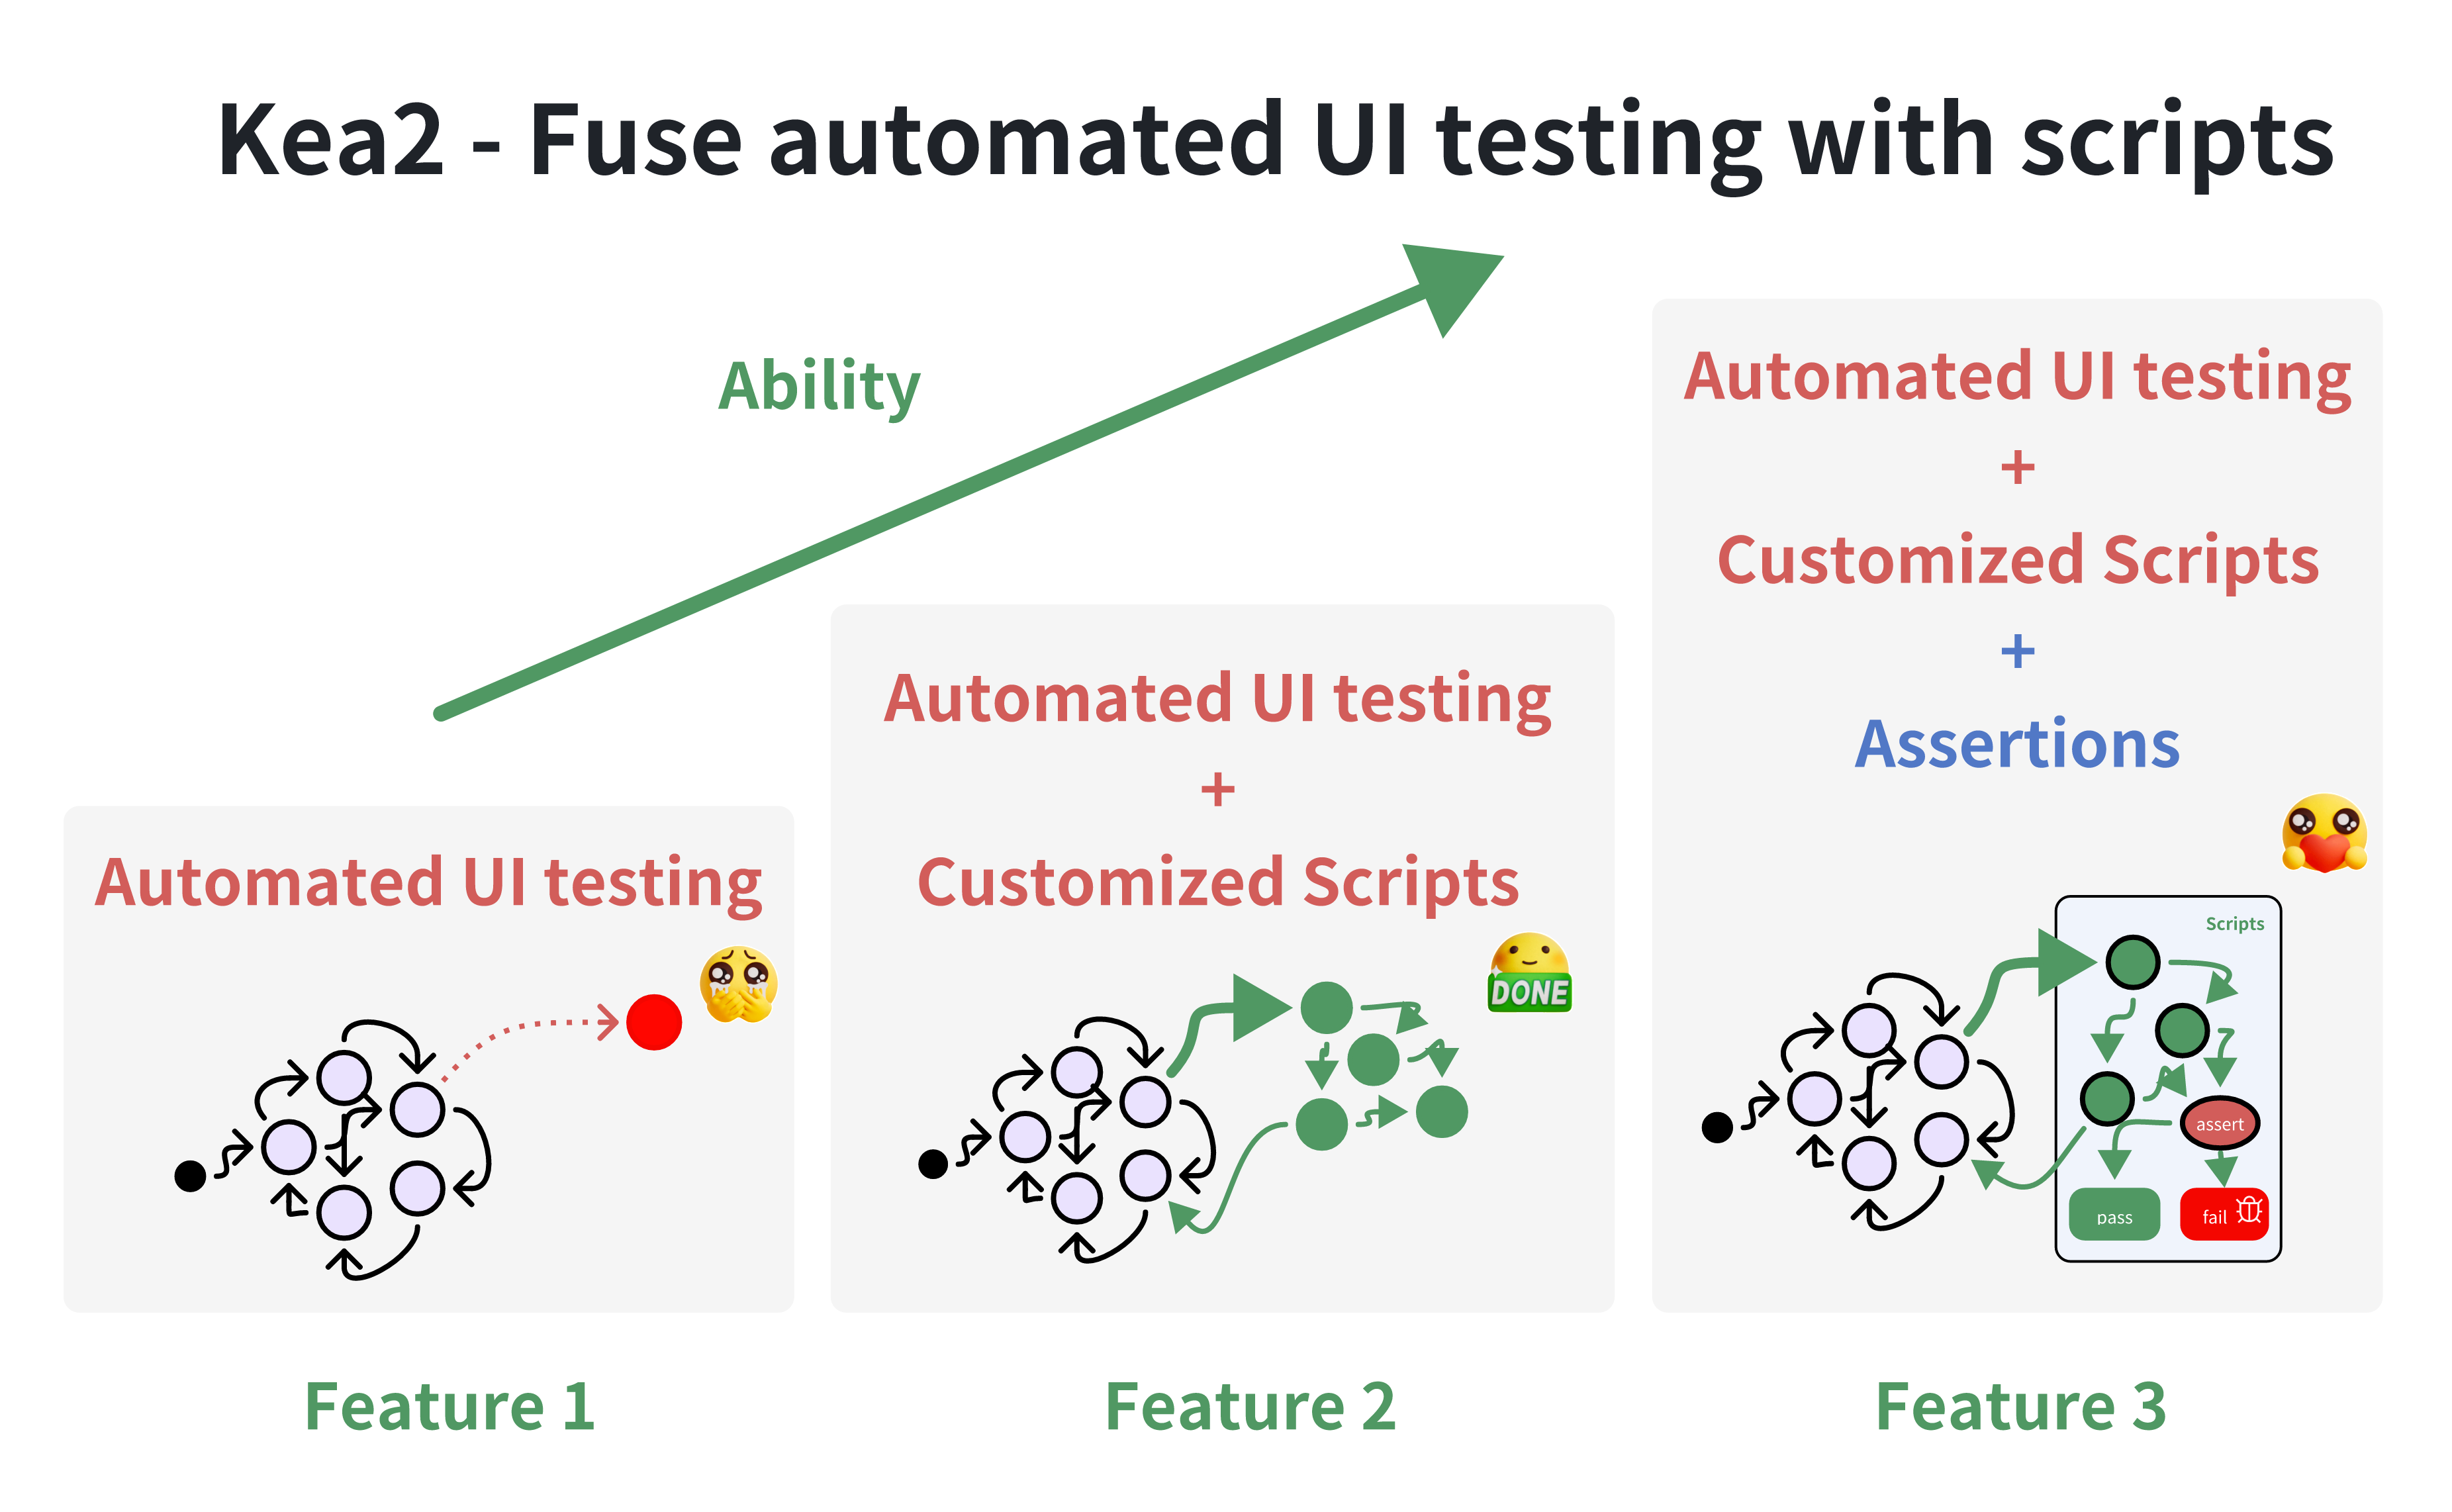 Kea2 - Fuse automated UI testing with scripts
Ability
Automated UI testing
Feature 1
Automated UI testing
+
Customized Scripts
DONE
Feature 2
Automated UI testing
+
Customized Scripts
+
Assertions
Scripts
assert
pass
fail
Feature 3